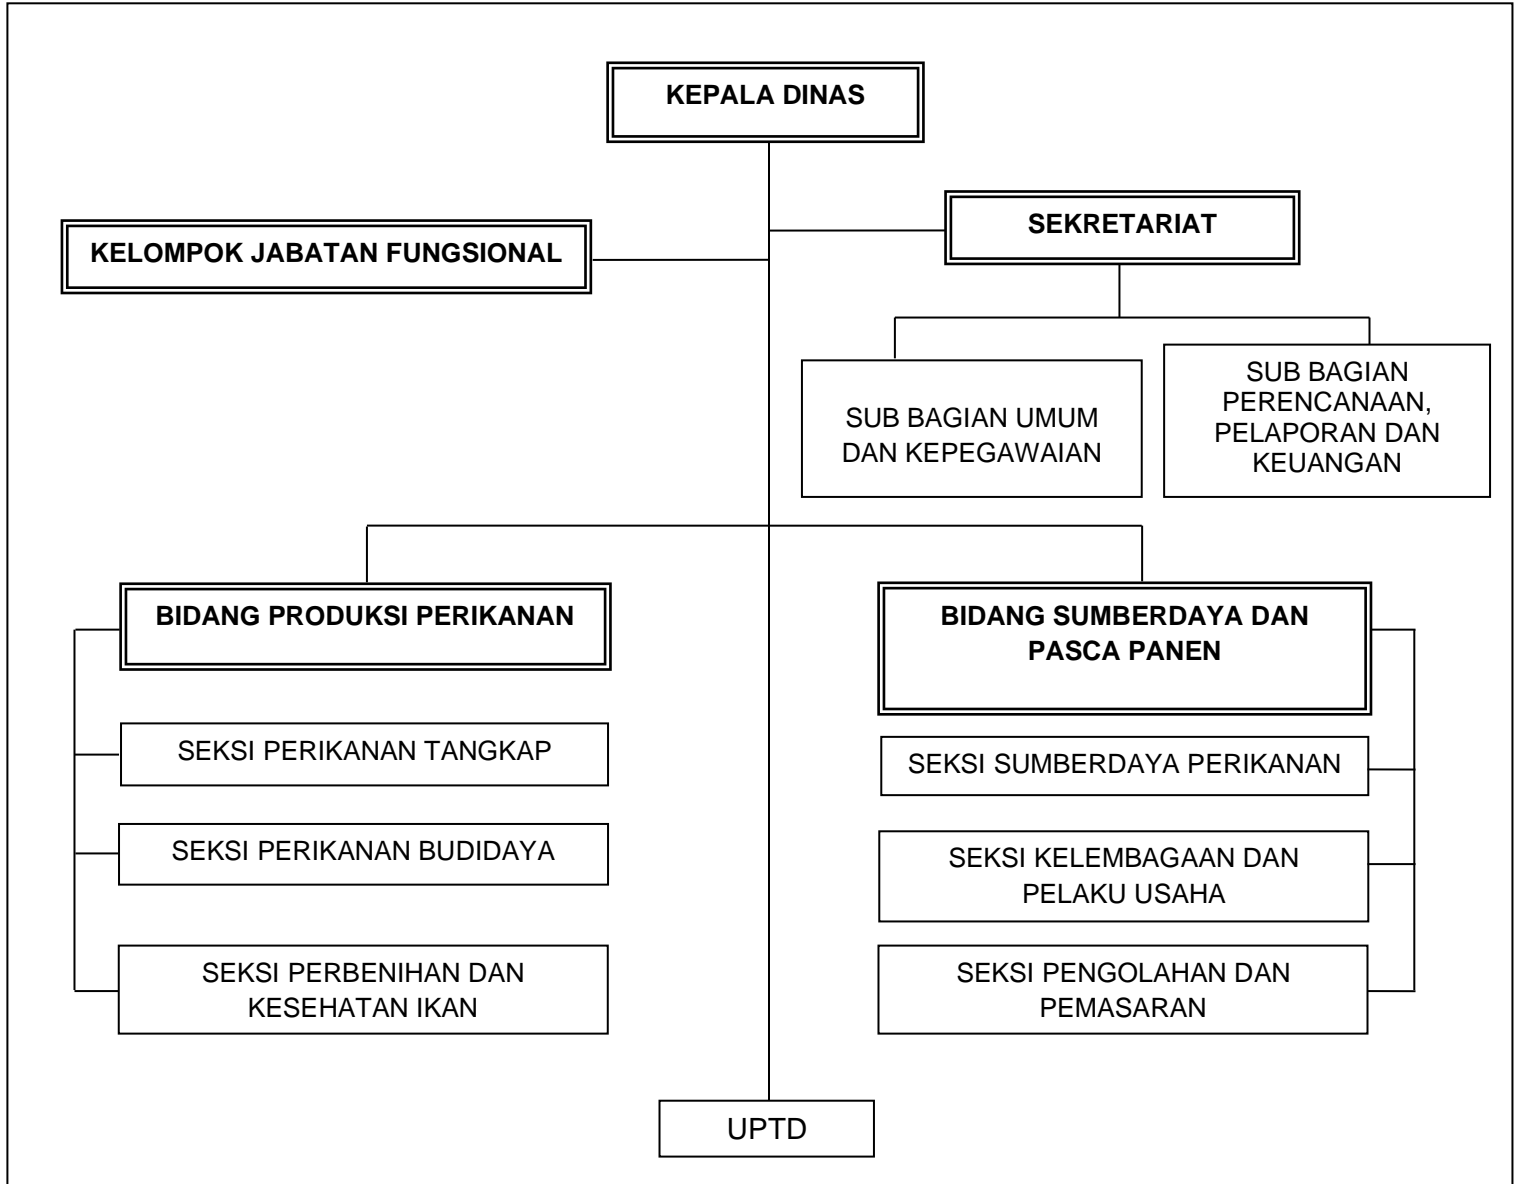 KEPALA DINAS
SEKRETARIAT
KELOMPOK JABATAN FUNGSIONAL
SUB BAGIAN UMUM
DAN KEPEGAWAIAN
SUB BAGIAN
PERENCANAAN,
PELAPORAN DAN
KEUANGAN
BIDANG PRODUKSI PERIKANAN
SEKSI PERIKANAN TANGKAP
SEKSI PERIKANAN BUDIDAYA
SEKSI PERBENIHAN DAN
KESEHATAN IKAN
BIDANG SUMBERDAYA DAN
PASCA PANEN
SEKSI SUMBERDAYA PERIKANAN
SEKSI KELEMBAGAAN DAN
PELAKU USAHA
SEKSI PENGOLAHAN DAN
PEMASARAN
UPTD